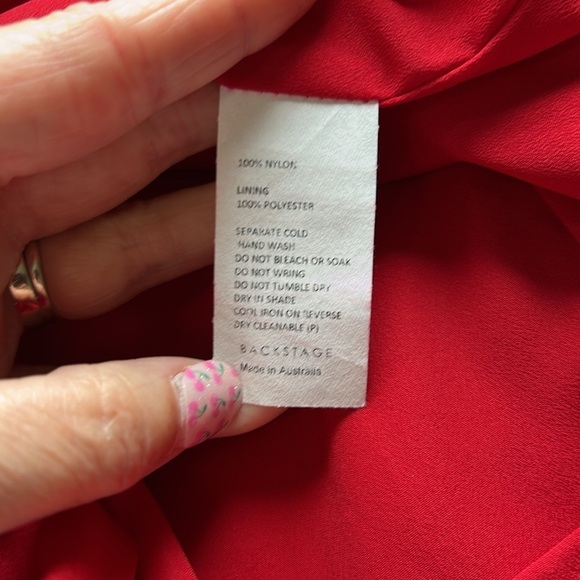 100% NYLON
LINING
100% POLYESTER
SEPARATE COLD
HAND WASH
DO NOT BLEACH OR SOAK
DO NOT WRING
DO NOT TUMBLE DRY
DRY IN SHADE
COOL IRON ON REVERSE
DRY CLEANABLE (P)
BACKSTAGE
Made in Australia